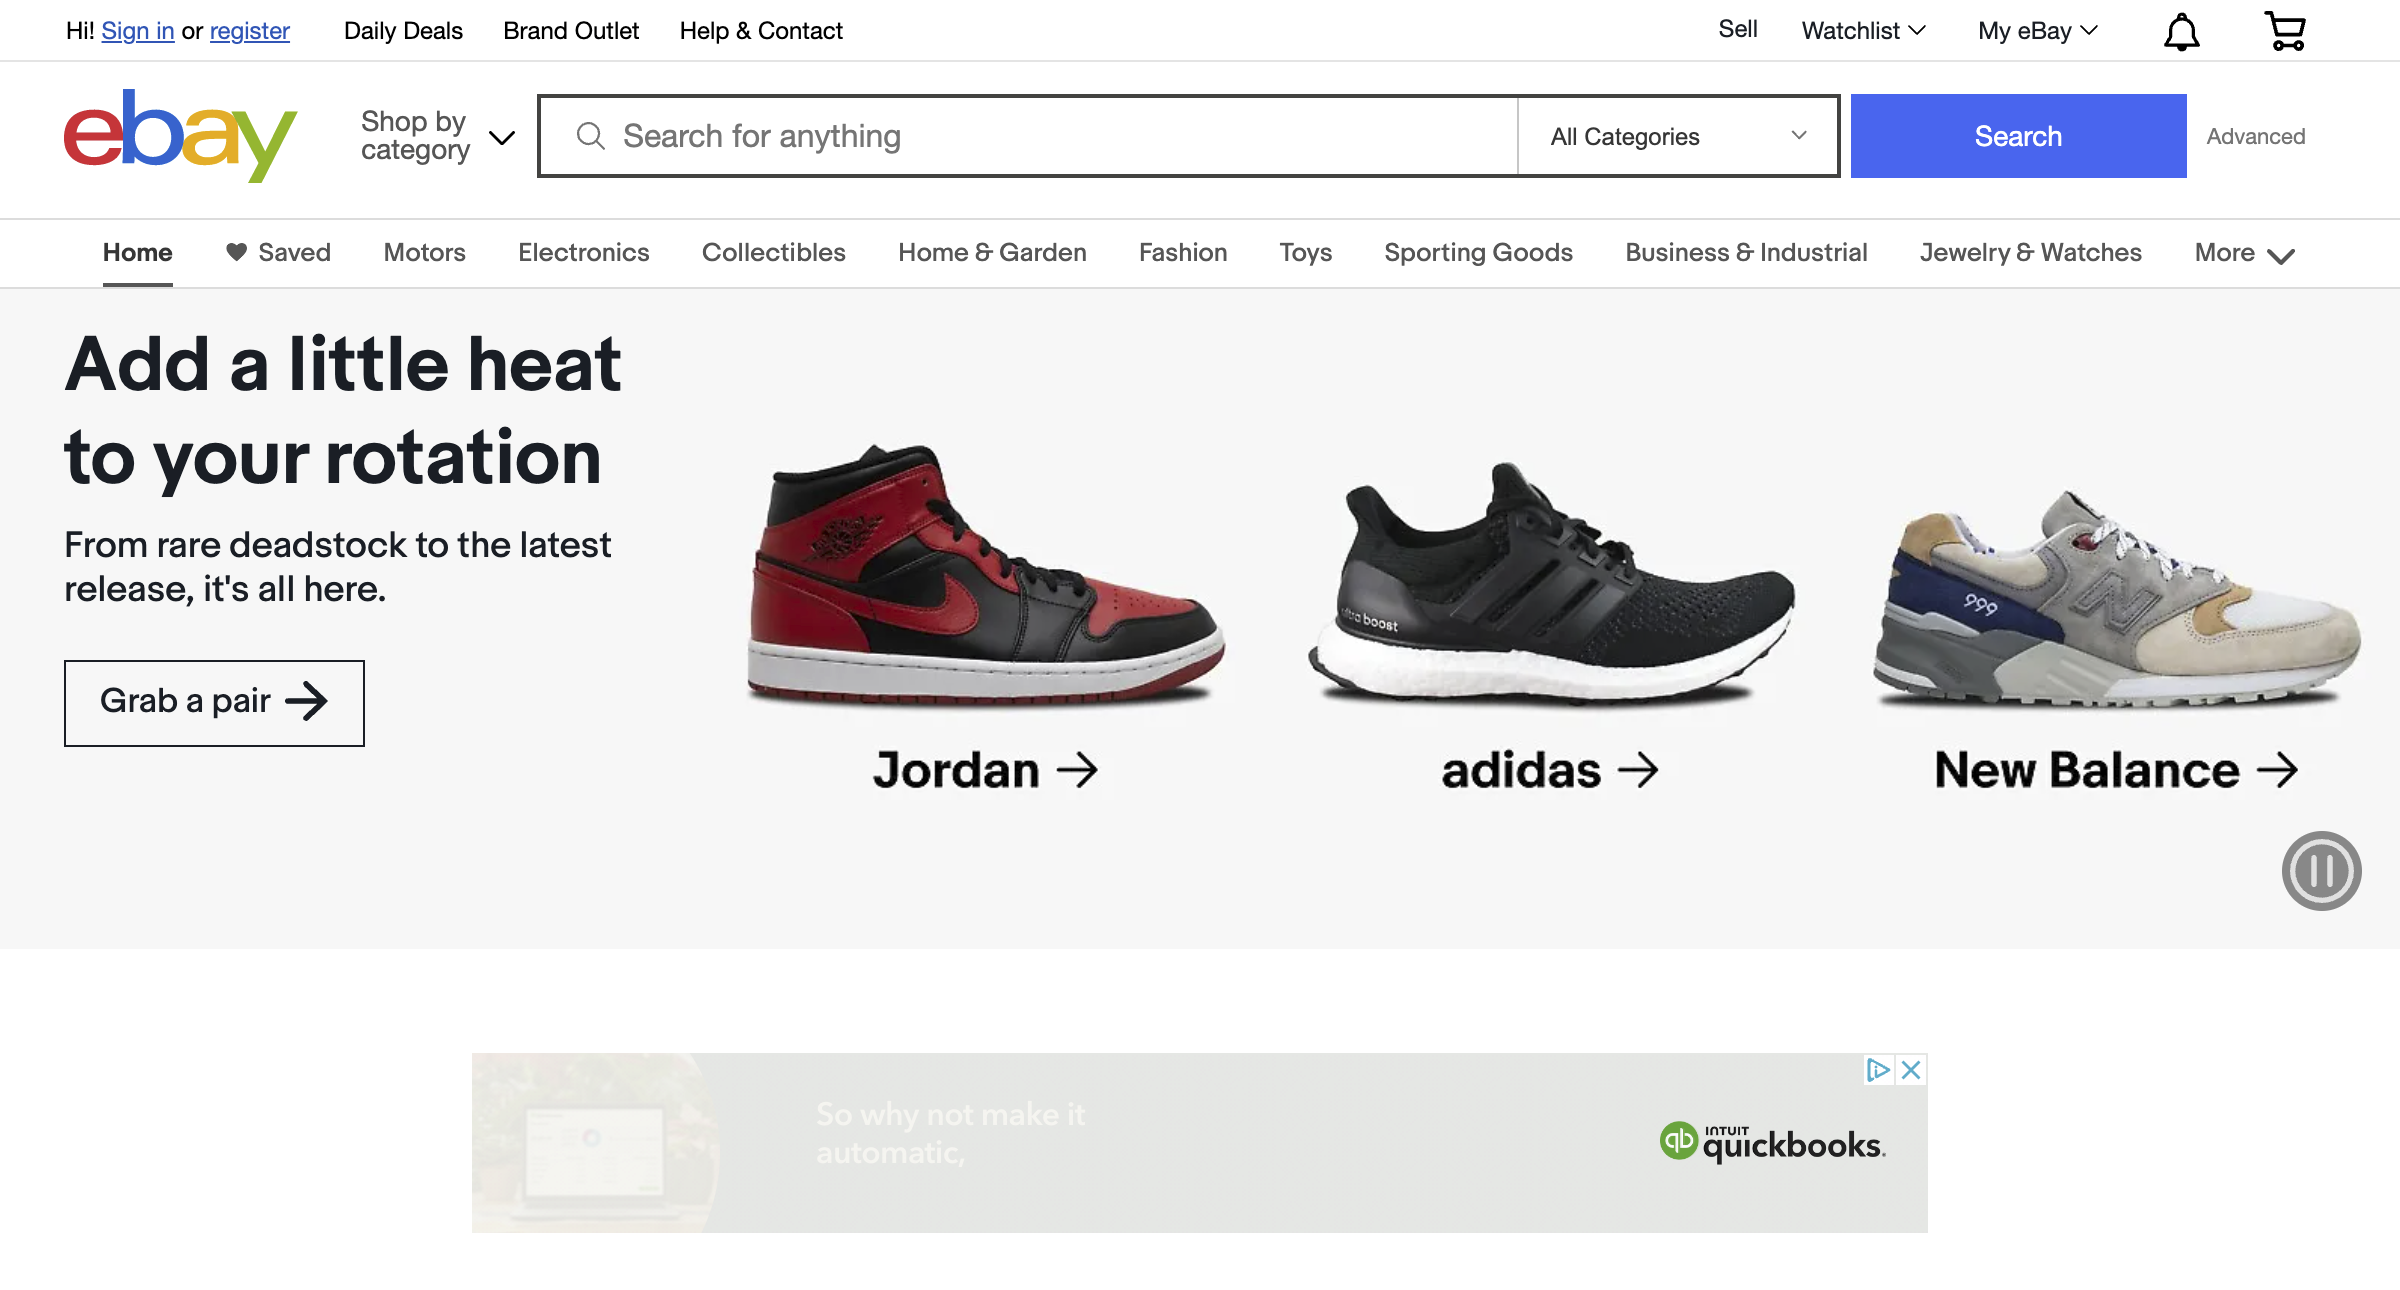 Hi! Sign in or register Daily Deals Brand Outlet Help & Contact Sell Watchlist My eBay
ebay
Shop by
category
Search for anything
All Categories
Search
Advanced
Home Saved Motors Electronics Collectibles Home & Garden Fashion Toys Sporting Goods Business & Industrial Jewelry & Watches More
Add a little heat
to your rotation
From rare deadstock to the latest
release, it's all here.
Grab a pair
ultra boost
999
N
Jordan
adidas
New Balance
So why not make it
automatic,
qb
INTUIT
quickbooks.